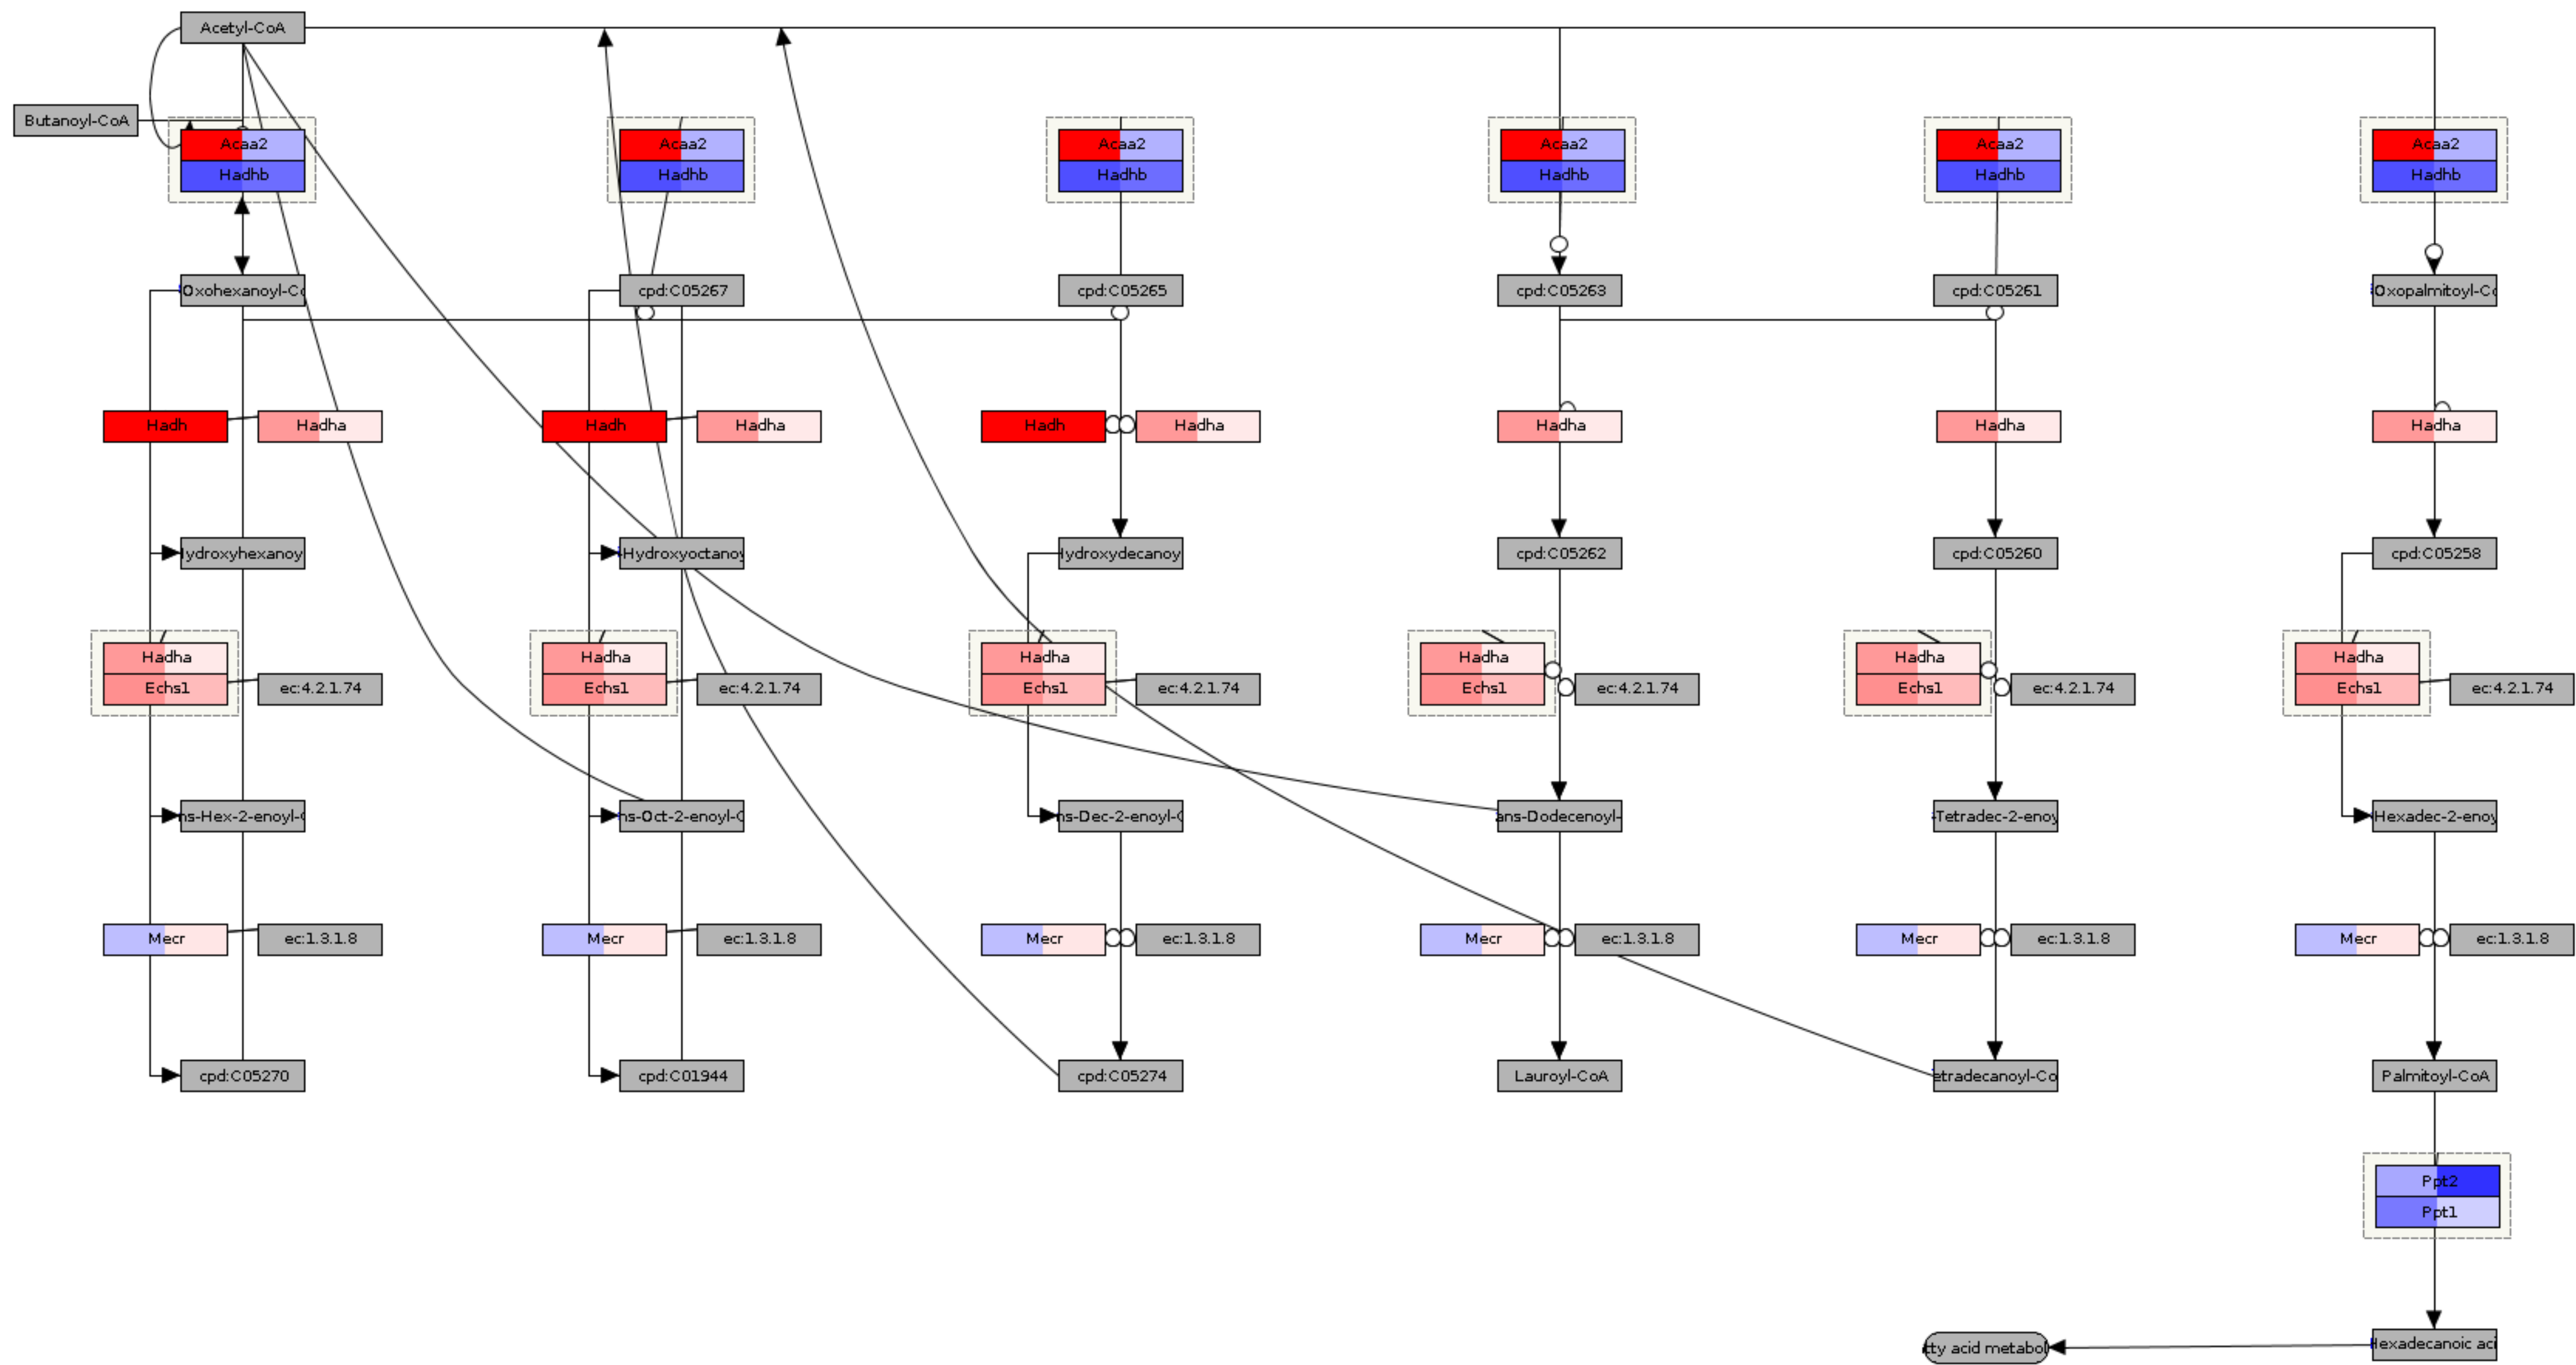 Acetyl-CoA
Butanoyl-CoA
Acaa2
Acaa2
Acaa2
Acaa2
Acaa2
Acaa2
Hadhb
Hadhb
Hadhb
Hadhb
Hadhb
Hadhb
Oxohexanoyl-Co
cpd:C05267
cpd:C05265
cpd:C05263
cpd:C05261
Oxopalmitoyl-Co
Hadh
Hadha
Hadh
Hadha
Hadh
Hadha
Hadha
Hadha
Hadha
ydroxyhexanoy
-Hydroxyoctanoy
Hydroxydecanoy
cpd:C05262
cpd:C05260
cpd:C05258
Hadha
Hadha
Hadha
Hadha
Hadha
Hadha
Echs1
ec:4.2.1.74
Echs1
ec:4.2.1.74
Echs1
ec:4.2.1.74
Echs1
ec:4.2.1.74
Echs1
ec:4.2.1.74
Echs1
ec:4.2.1.74
ns-Hex-2-enoyl-C
ns-Oct-2-enoyl-C
ns-Dec-2-enoyl-C
ans-Dodecenoyl-
-Tetradec-2-enoy
Hexadec-2-enoy
Mecr
ec:1.3.1.8
Mecr
ec:1.3.1.8
Mecr
ec:1.3.1.8
Mecr
ec:1.3.1.8
Mecr
ec:1.3.1.8
Mecr
ec:1.3.1.8
cpd:C05270
cpd:C01944
cpd:C05274
Lauroyl-CoA
etradecanoyl-Co
Palmitoyl-CoA
Ppt2
Ppt1
tty acid metabol
Hexadecanoic aci